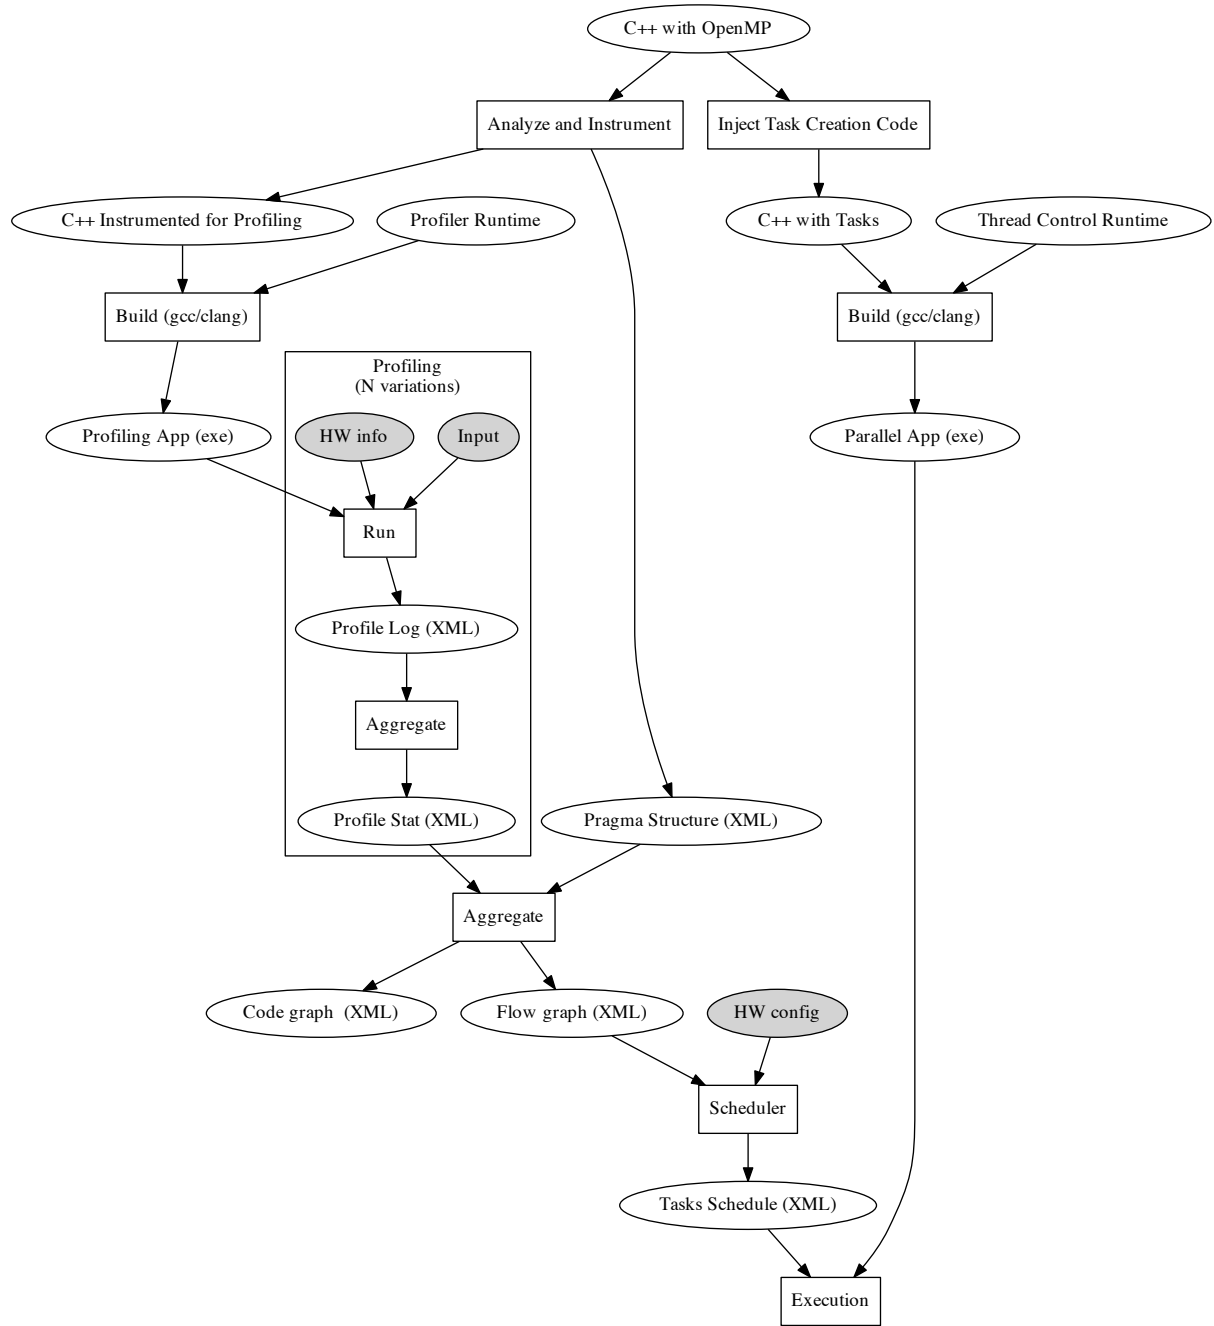 C++ with OpenMP
Analyze and Instrument
Inject Task Creation Code
C++ Instrumented for Profiling
Profiler Runtime
C++ with Tasks
Thread Control Runtime
Build (gcc/clang)
Build (gcc/clang)
Profiling
(N variations)
Profiling App (exe)
HW info
Input
Parallel App (exe)
Run
Profile Log (XML)
Aggregate
Profile Stat (XML)
Pragma Structure (XML)
Aggregate
Code graph  (XML)
Flow graph (XML)
HW config
Scheduler
Tasks Schedule (XML)
Execution